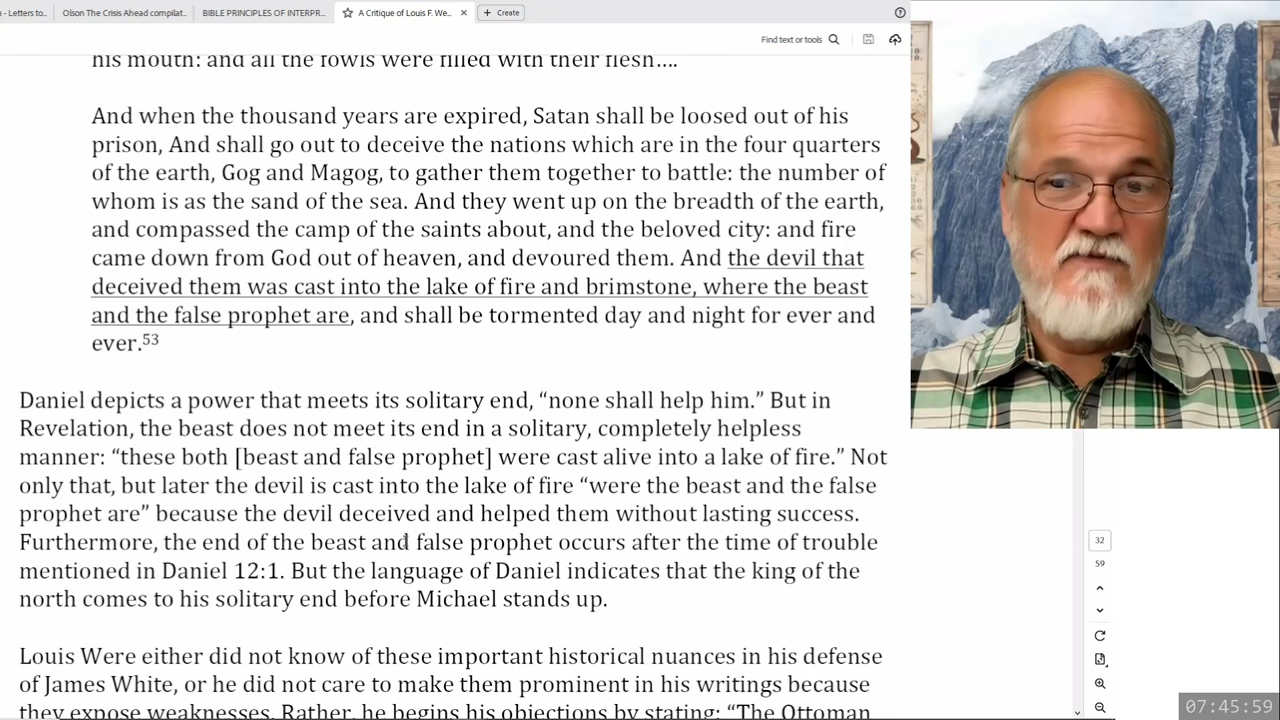 n - Letters to...
Olson The Crisis Ahead compilat...
BIBLE PRINCIPLES OF INTERPR...
A Critique of Louis F. We...
Create
Find text or tools
his mouth: and all the fowls were filled with their flesh….
And when the thousand years are expired, Satan shall be loosed out of his
prison, And shall go out to deceive the nations which are in the four quarters
of the earth, Gog and Magog, to gather them together to battle: the number of
whom is as the sand of the sea. And they went up on the breadth of the earth,
and compassed the camp of the saints about, and the beloved city: and fire
came down from God out of heaven, and devoured them. And the devil that
deceived them was cast into the lake of fire and brimstone, where the beast
and the false prophet are, and shall be tormented day and night for ever and
ever.53
Daniel depicts a power that meets its solitary end, “none shall help him.” But in
Revelation, the beast does not meet its end in a solitary, completely helpless
manner: “these both [beast and false prophet] were cast alive into a lake of fire.” Not
only that, but later the devil is cast into the lake of fire “were the beast and the false
prophet are” because the devil deceived and helped them without lasting success.
Furthermore, the end of the beast and false prophet occurs after the time of trouble
mentioned in Daniel 12:1. But the language of Daniel indicates that the king of the
north comes to his solitary end before Michael stands up.
Louis Were either did not know of these important historical nuances in his defense
of James White, or he did not care to make them prominent in his writings because
they expose weaknesses. Rather, he begins his objections by stating: “The Ottoman
32
59
07:45:59